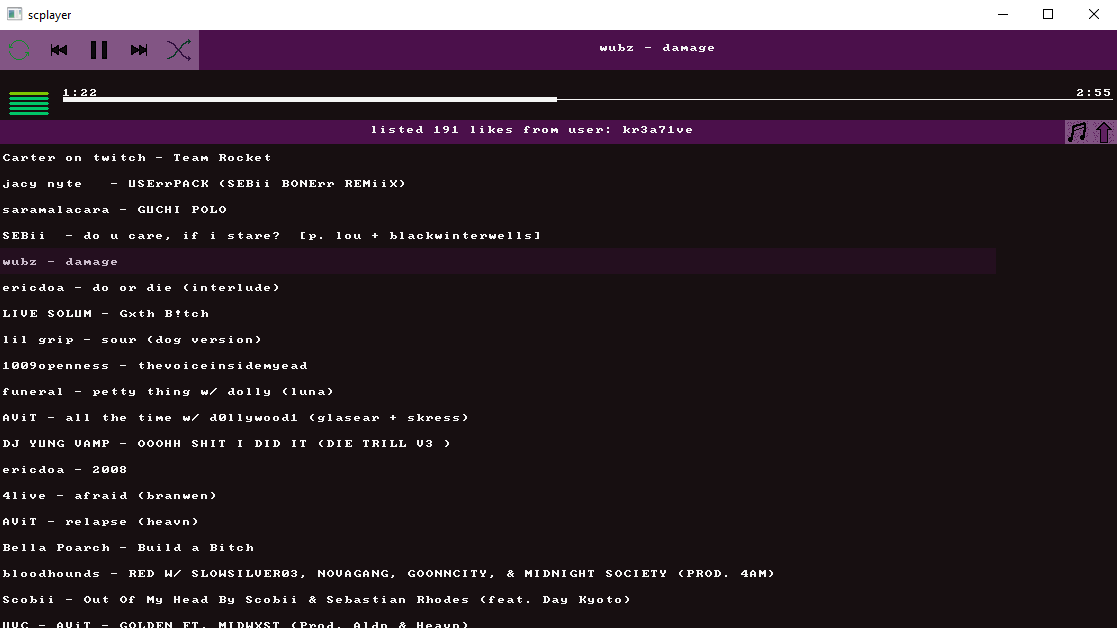 scplayer
wubz - damage
1:22
2:55
listed 191 likes from user: kr3a71ve
Carter on twitch - Team Rocket
jacy nyte   - USErrPACK (SEBii BONErr REMiiX)
saramalacara - GUCHI POLO
SEBii  - do u care, if i stare?  [p. lou + blackwinterwells]
wubz - damage
ericdoa - do or die (interlude)
LIVE SOLUM - Gxth B!tch
lil grip - sour (dog version)
1009openness - thevoiceinsidemyead
funeral - petty thing w/ dolly (luna)
AViT - all the time w/ d0llywood1 (glasear + skress)
DJ YUNG VAMP - OOOHH SHIT I DID IT (DIE TRILL V3 )
ericdoa - 2008
4live - afraid (branwen)
AViT - relapse (heavn)
Bella Poarch - Build a Bitch
bloodhounds - RED W/ SLOWSILVER03, NOVAGANG, GOONNCITY, & MIDNIGHT SOCIETY (PROD. 4AM)
Scobii - Out Of My Head By Scobii & Sebastian Rhodes (feat. Day Kyoto)
UVC - AViT - GOLDEN FT. MIDWXST (Prod. Aldn & Heavn)